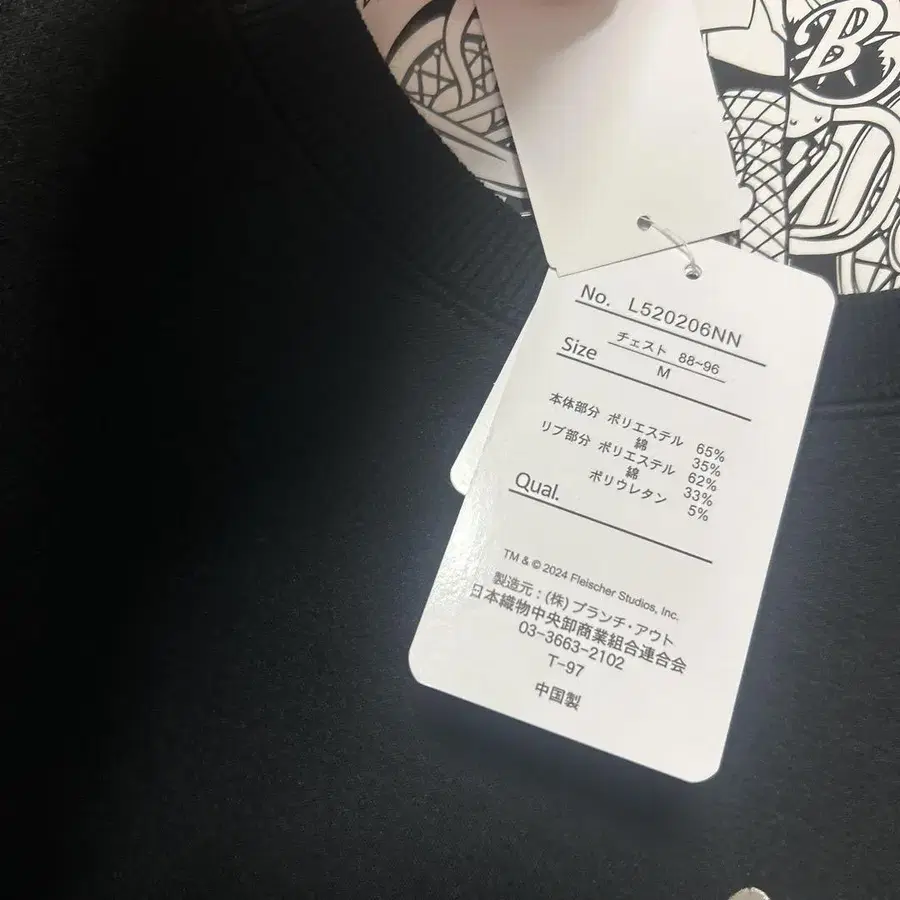 B
No. L520206NN
Size チェスト 88~96
M
本体部分 ポリエステル 65%
綿 35%
リブ部分 ポリエステル 62%
綿 33%
ポリウレタン 5%
Qual.
TM & © 2024 Fleischer Studios, Inc.
製造元:(株)ブランチ・アウト
日本織物中央卸商業組合連合会
03-3663-2102
T-97
中国製